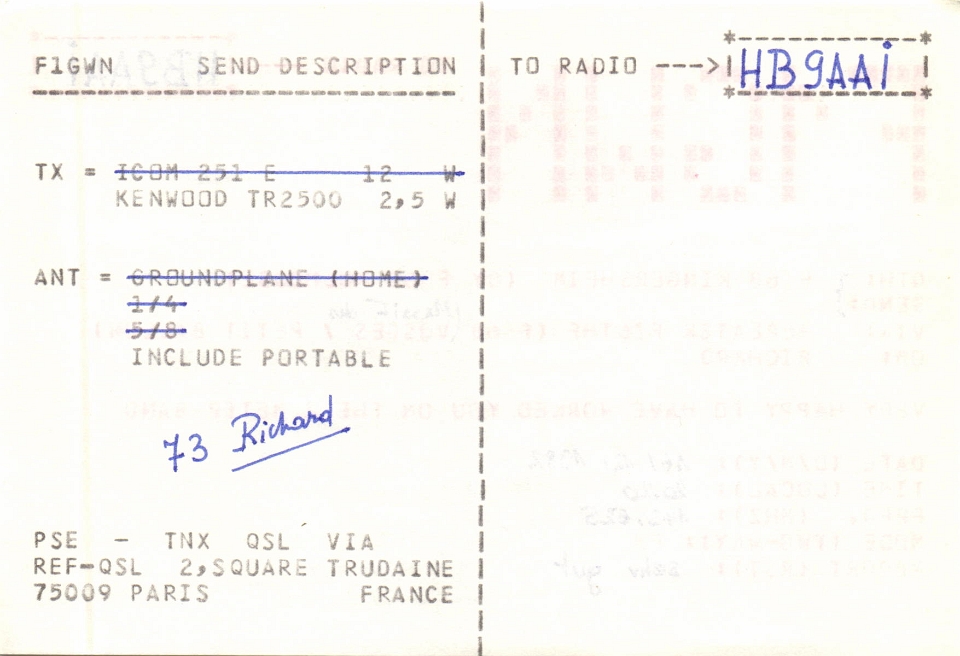 F1GWN SEND DESCRIPTION
TX = ICOM 251 E 12 W
KENWOOD TR2500 2,5 W
ANT = GROUNDPLANE (HOME)
1/4
5/8
INCLUDE PORTABLE
73 Richard
PSE - TNX QSL VIA
REF-QSL 2,SQUARE TRUDAINE
75009 PARIS FRANCE
TO RADIO --->
HB9AAi